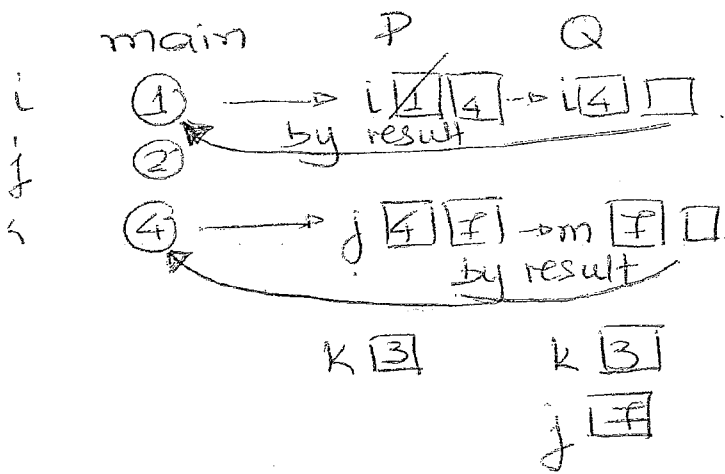 main P Q
i 1 i 1 4 i 4
by result
j 2
4 j 4 7 m 7
by result
K 3 k 3
j 7